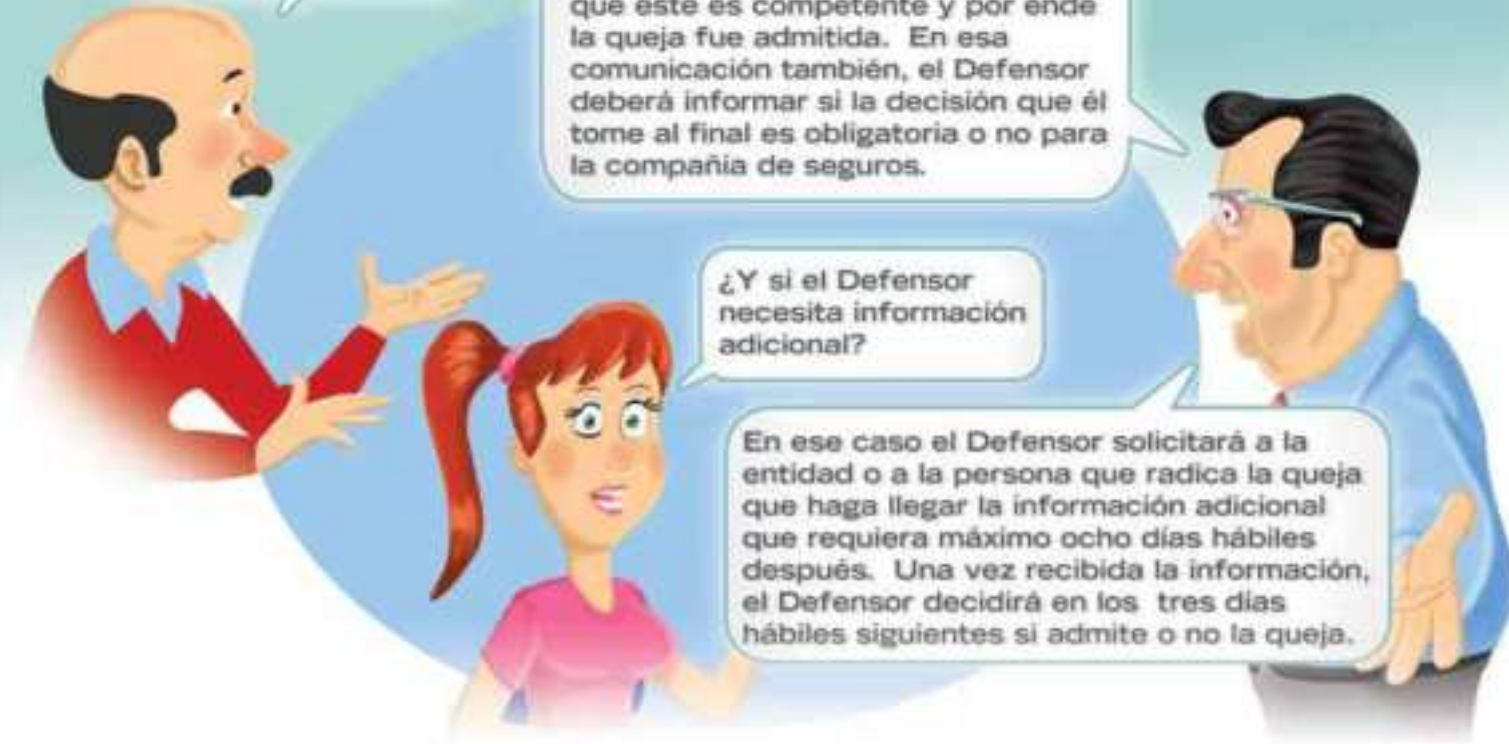 que este es competente y por ende
la queja fue admitida. En esa
comunicación también, el Defensor
deberá informar si la decisión que él
tome al final es obligatoria o no para
la compañia de seguros.
¿Y si el Defensor
necesita información
adicional?
En ese caso el Defensor solicitará a la
entidad o a la persona que radica la queja
que haga llegar la información adicional
que requiera máximo ocho días hábiles
después. Una vez recibida la información,
el Defensor decidirá en los tres días
hábiles siguientes si admite o no la queja.